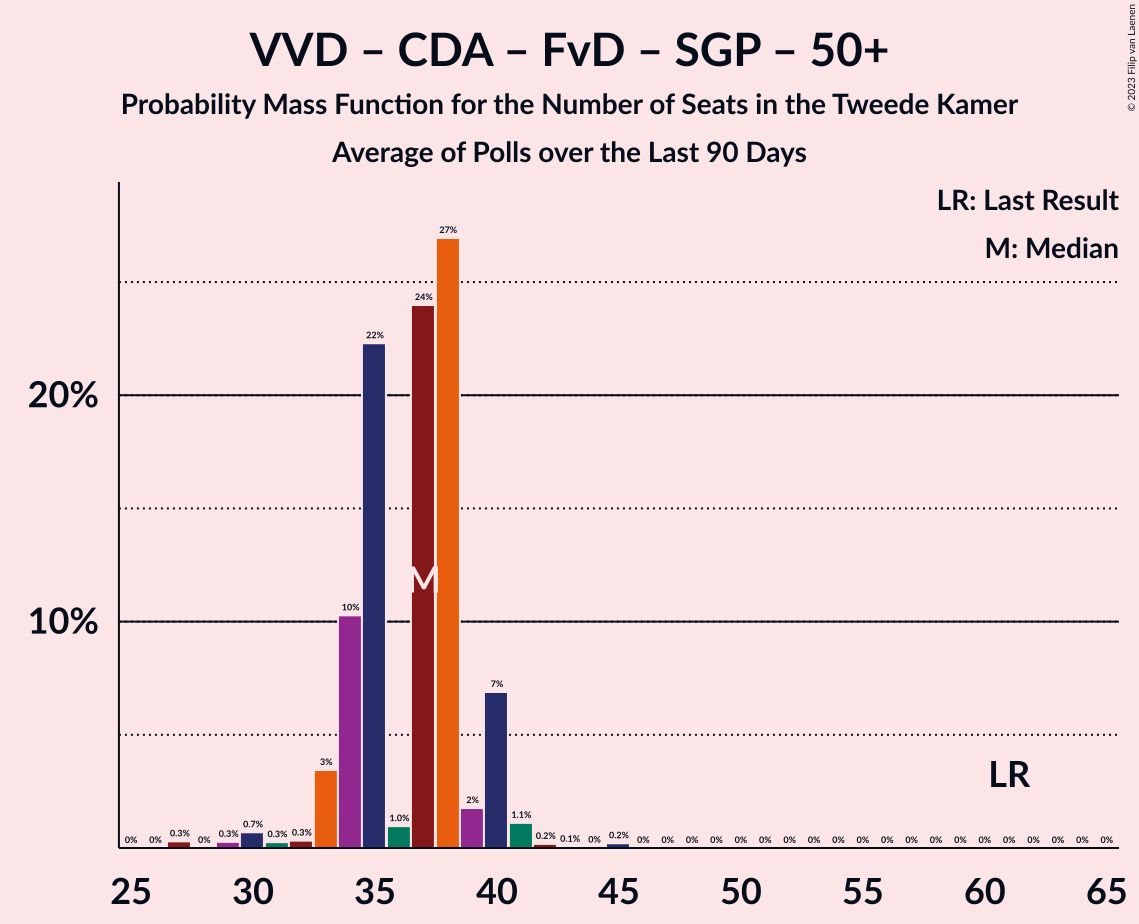 VVD – CDA – FvD – SGP – 50+
Probability Mass Function for the Number of Seats in the Tweede Kamer
Average of Polls over the Last 90 Days
© 2023 Filip van Laenen
LR: Last Result
M: Median
20%
10%
0% 0% 0.3% 0% 0.3% 0.7% 0.3% 0.3% 3% 10% 22% 1.0% 24% 27% 2% 7% 1.1% 0.2% 0.1% 0% 0.2% 0% 0% 0% 0% 0% 0% 0% 0% 0% 0% 0% 0% 0% 0% 0% 0% 0% 0% 0% 0%
M
LR
25 30 35 40 45 50 55 60 65